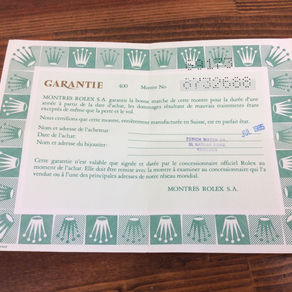 GARANTIE 400 Montre No 6732666
MONTRES ROLEX S.A. garantit la bonne marche de cette montre pour la durée d'une
année à partir de la date d'achat, les dommages résultant de mauvais traitements étant
exceptés de même que la perte et le vol.
Nous certifions que cette montre, entièrement manufacturée en Suisse, en est parfait état.
Nom et adresse de l'acheteur:
Date de l'achat: JUL 1985
Nom et adresse du bijoutier:
Cette garantie n'est valable que signée et datée par le concessionnaire officiel Rolex au
moment de l'achat. Elle doit être remise avec la montre à examiner au concessionnaire qui l'a
vendue ou à l'une des principales adresses de notre réseau mondial.
MONTRES ROLEX S.A.